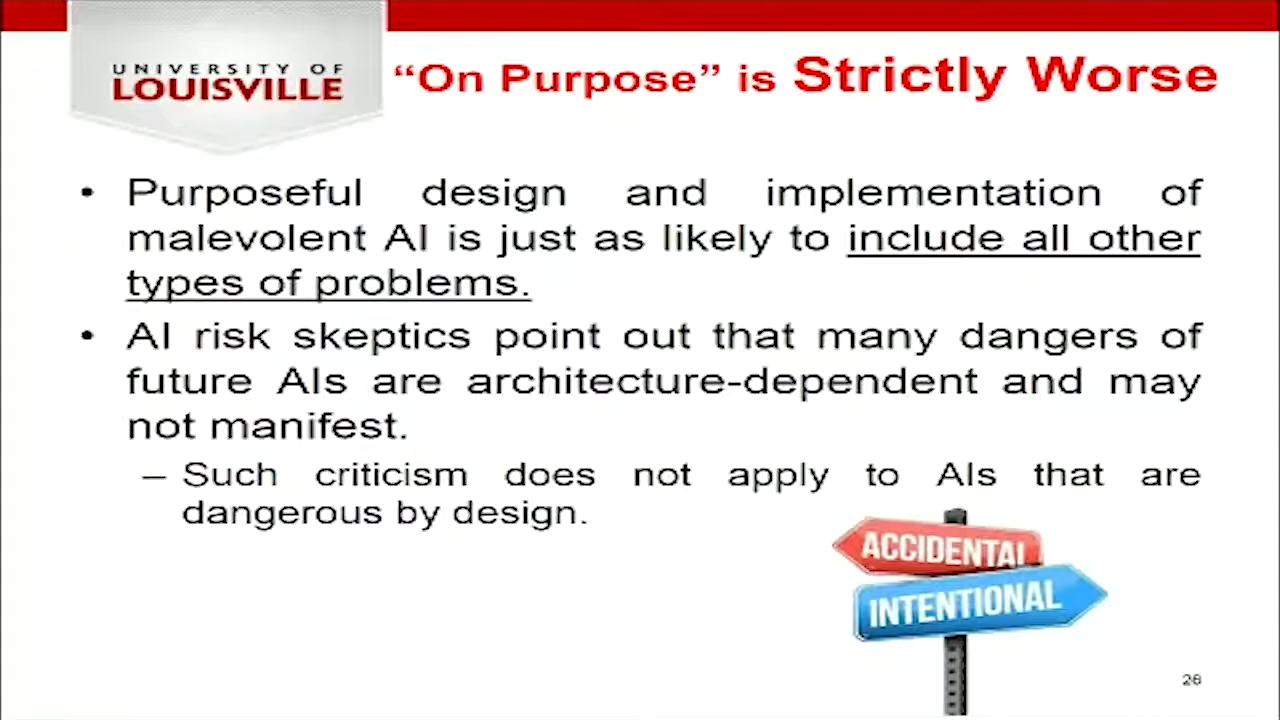 UNIVERSITY OF
LOUISVILLE
“On Purpose” is Strictly Worse
• Purposeful design and implementation of
malevolent AI is just as likely to include all other
types of problems.
• AI risk skeptics point out that many dangers of
future AIs are architecture-dependent and may
not manifest.
– Such criticism does not apply to AIs that are
dangerous by design.
ACCIDENTAL
INTENTIONAL
26